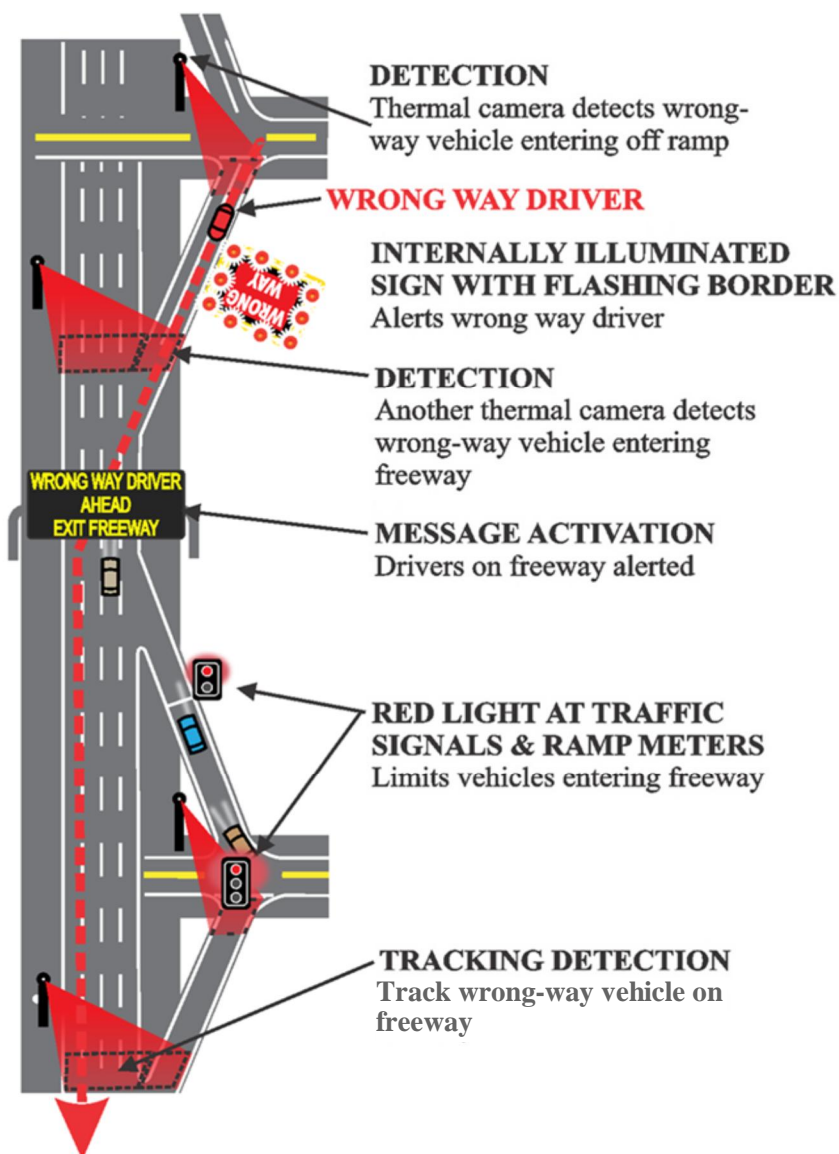 DETECTION
Thermal camera detects wrong-
way vehicle entering off ramp
WRONG WAY DRIVER
WRONG
WAY
INTERNALLY ILLUMINATED
SIGN WITH FLASHING BORDER
Alerts wrong way driver
DETECTION
Another thermal camera detects
wrong-way vehicle entering
freeway
WRONG WAY DRIVER
AHEAD
EXIT FREEWAY
MESSAGE ACTIVATION
Drivers on freeway alerted
RED LIGHT AT TRAFFIC
SIGNALS & RAMP METERS
Limits vehicles entering freeway
TRACKING DETECTION
Track wrong-way vehicle on
freeway